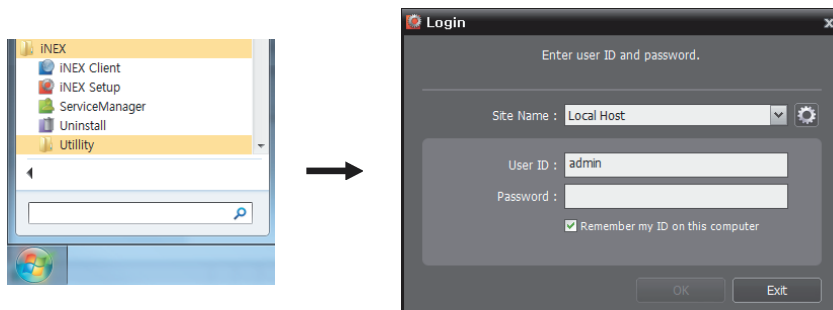 iNEX
iNEX Client
iNEX Setup
ServiceManager
Uninstall
Utillity
Login
x
Enter user ID and password.
Site Name : Local Host
User ID : admin
Password :
Remember my ID on this computer
OK Exit